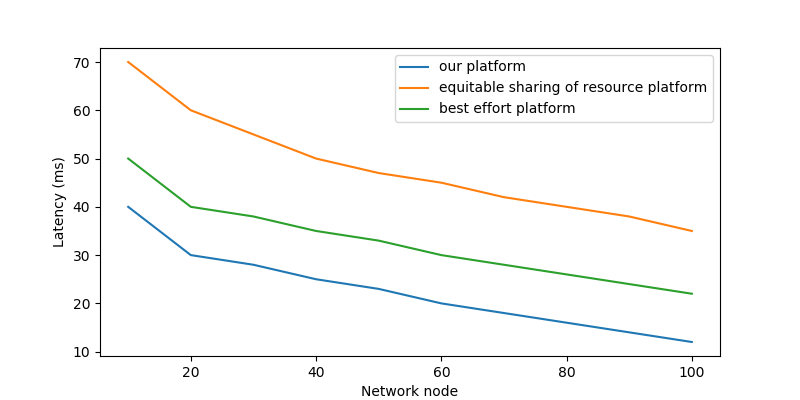 70
60
50
40
30
20
10
Latency (ms)
our platform
equitable sharing of resource platform
best effort platform
20 40 60 80 100
Network node